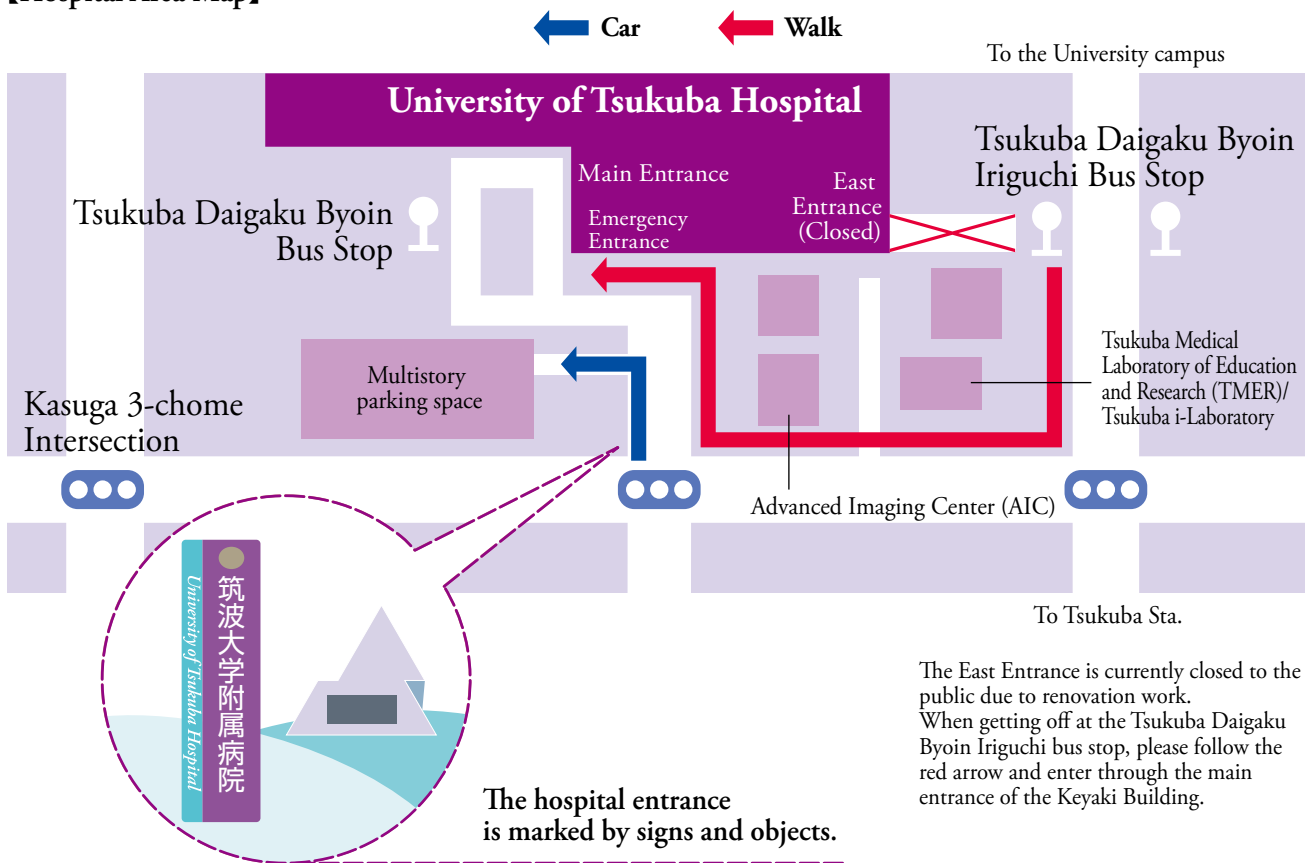 【Hospital Area Map】
Car
Walk
To the University campus
University of Tsukuba Hospital
Tsukuba Daigaku Byoin
Iriguchi Bus Stop
Main Entrance
East
Entrance
(Closed)
Emergency
Entrance
Tsukuba Daigaku Byoin
Bus Stop
Tsukuba Medical
Laboratory of Education
and Research (TMER)/
Tsukuba i-Laboratory
Multistory
parking space
Kasuga 3-chome
Intersection
Advanced Imaging Center (AIC)
University of Tsukuba Hospital
筑波大学附属病院
To Tsukuba Sta.
The East Entrance is currently closed to the
public due to renovation work.
When getting off at the Tsukuba Daigaku
Byoin Iriguchi bus stop, please follow the
red arrow and enter through the main
entrance of the Keyaki Building.
The hospital entrance
is marked by signs and objects.